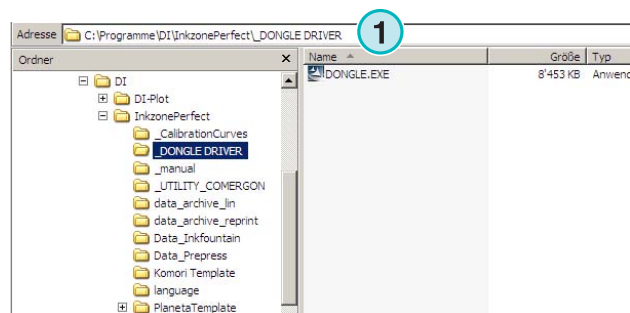 Adresse C:\Programme\DI\InkzonePerfect\_DONGLE DRIVER
1
Ordner
Name Größe Typ
DONGLE.EXE 8'453 KB Anwend
DI
DI-Plot
InkzonePerfect
_CalibrationCurves
_DONGLE DRIVER
_manual
_UTILITY_COMERGON
data_archive_lin
data_archive_reprint
Data_Inkfountain
Data_Prepress
Komori Template
language
PlanetaTemplate